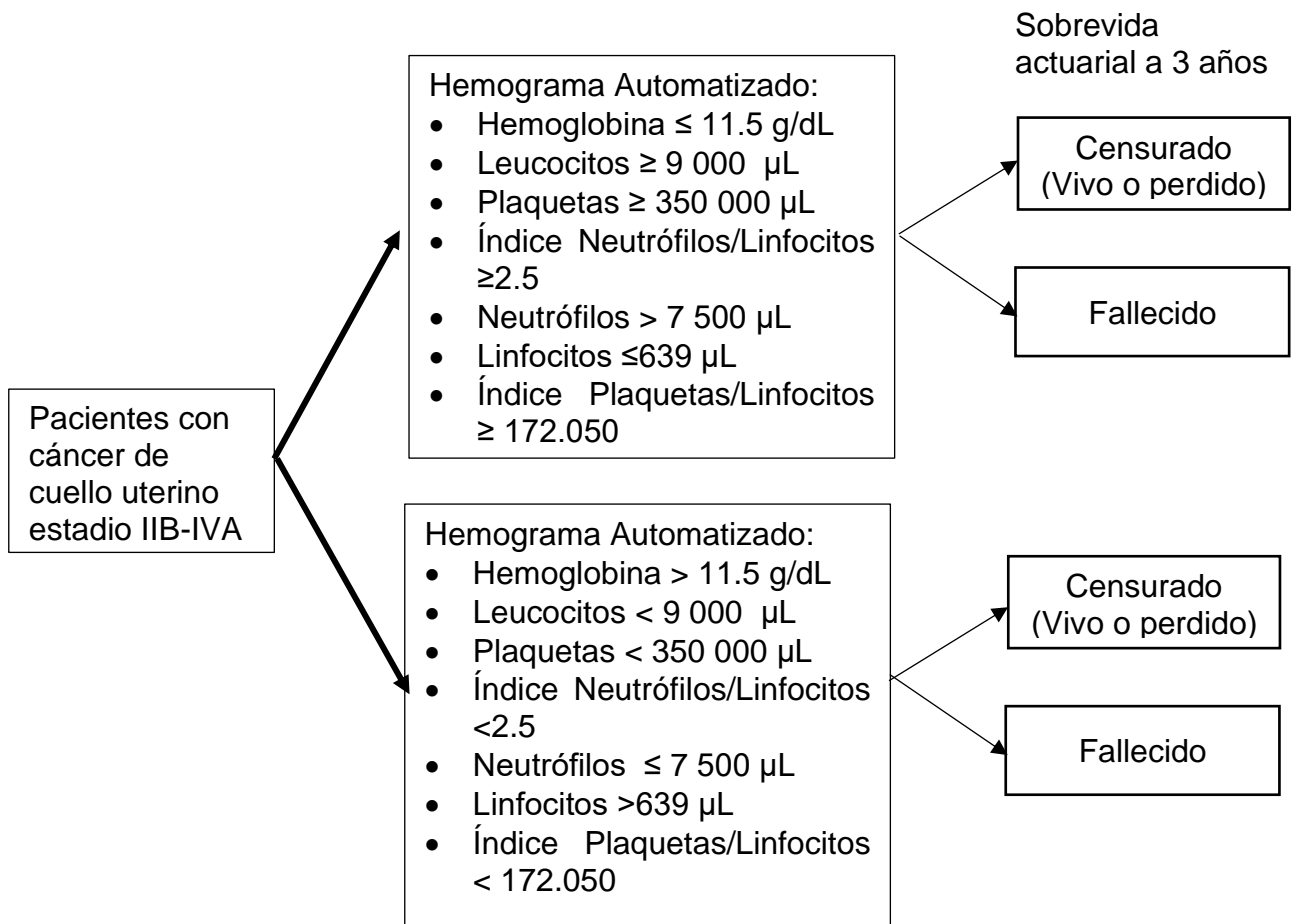 Sobrevida
actuarial a 3 años
Hemograma Automatizado:
• Hemoglobina ≤ 11.5 g/dL
• Leucocitos ≥ 9 000 µL
• Plaquetas ≥ 350 000 µL
• Índice Neutrófilos/Linfocitos
≥2.5
• Neutrófilos > 7 500 µL
• Linfocitos ≤639 µL
• Índice Plaquetas/Linfocitos
≥ 172.050
Censurado
(Vivo o perdido)
Fallecido
Pacientes con
cáncer de
cuello uterino
estadio IIB-IVA
Hemograma Automatizado:
• Hemoglobina > 11.5 g/dL
• Leucocitos < 9 000 µL
• Plaquetas < 350 000 µL
• Índice Neutrófilos/Linfocitos
<2.5
• Neutrófilos ≤ 7 500 µL
• Linfocitos >639 µL
• Índice Plaquetas/Linfocitos
< 172.050
Censurado
(Vivo o perdido)
Fallecido